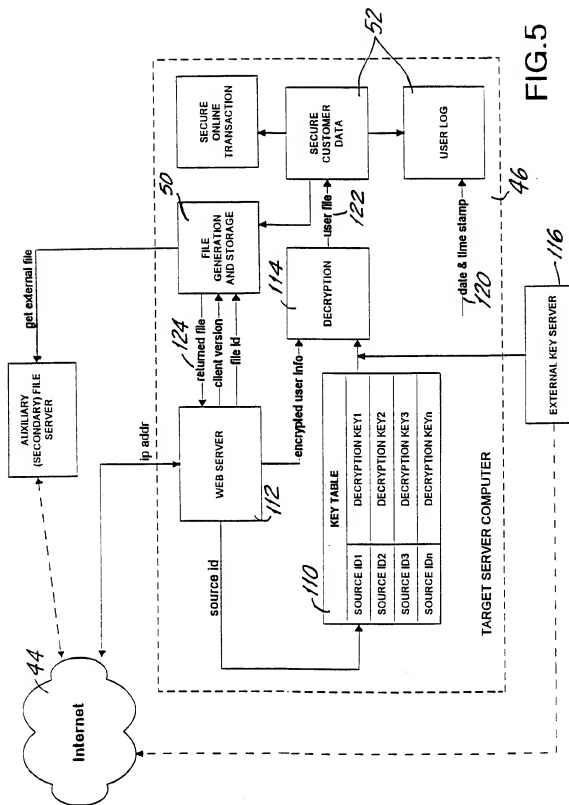 FIG.5
44
Internet
AUXILIARY
(SECONDARY) FILE
SERVER
get external file
ip addr
50
FILE
GENERATION
AND STORAGE
SECURE
ONLINE
TRANSACTION
124
returned file
client version
file id
WEB SERVER
112
source id
encrypted user info
114
DECRYPTION
user file
122
SECURE
CUSTOMER
DATA
52
USER LOG
date & time stamp
120
46
110
KEY TABLE
SOURCE ID1 DECRYPTION KEY1
SOURCE ID2 DECRYPTION KEY2
SOURCE ID3 DECRYPTION KEY3
SOURCE IDn DECRYPTION KEYn
TARGET SERVER COMPUTER
EXTERNAL KEY SERVER
116